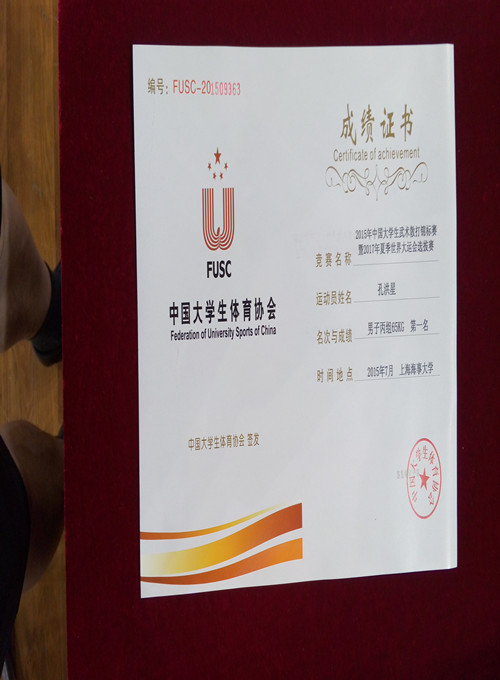 编号：FUSC-201509363
FUSC
中国大学生体育协会
Federation of University Sports of China
中国大学生体育协会 签发
成绩证书
Certificate of achievement
竞赛名称 2015年中国大学生武术散打锦标赛
暨2017年夏季世界大运会选拔赛
运动员姓名 孔洪星
名次与成绩 男子丙组65KG 第一名
时间地点 2015年7月 上海海事大学